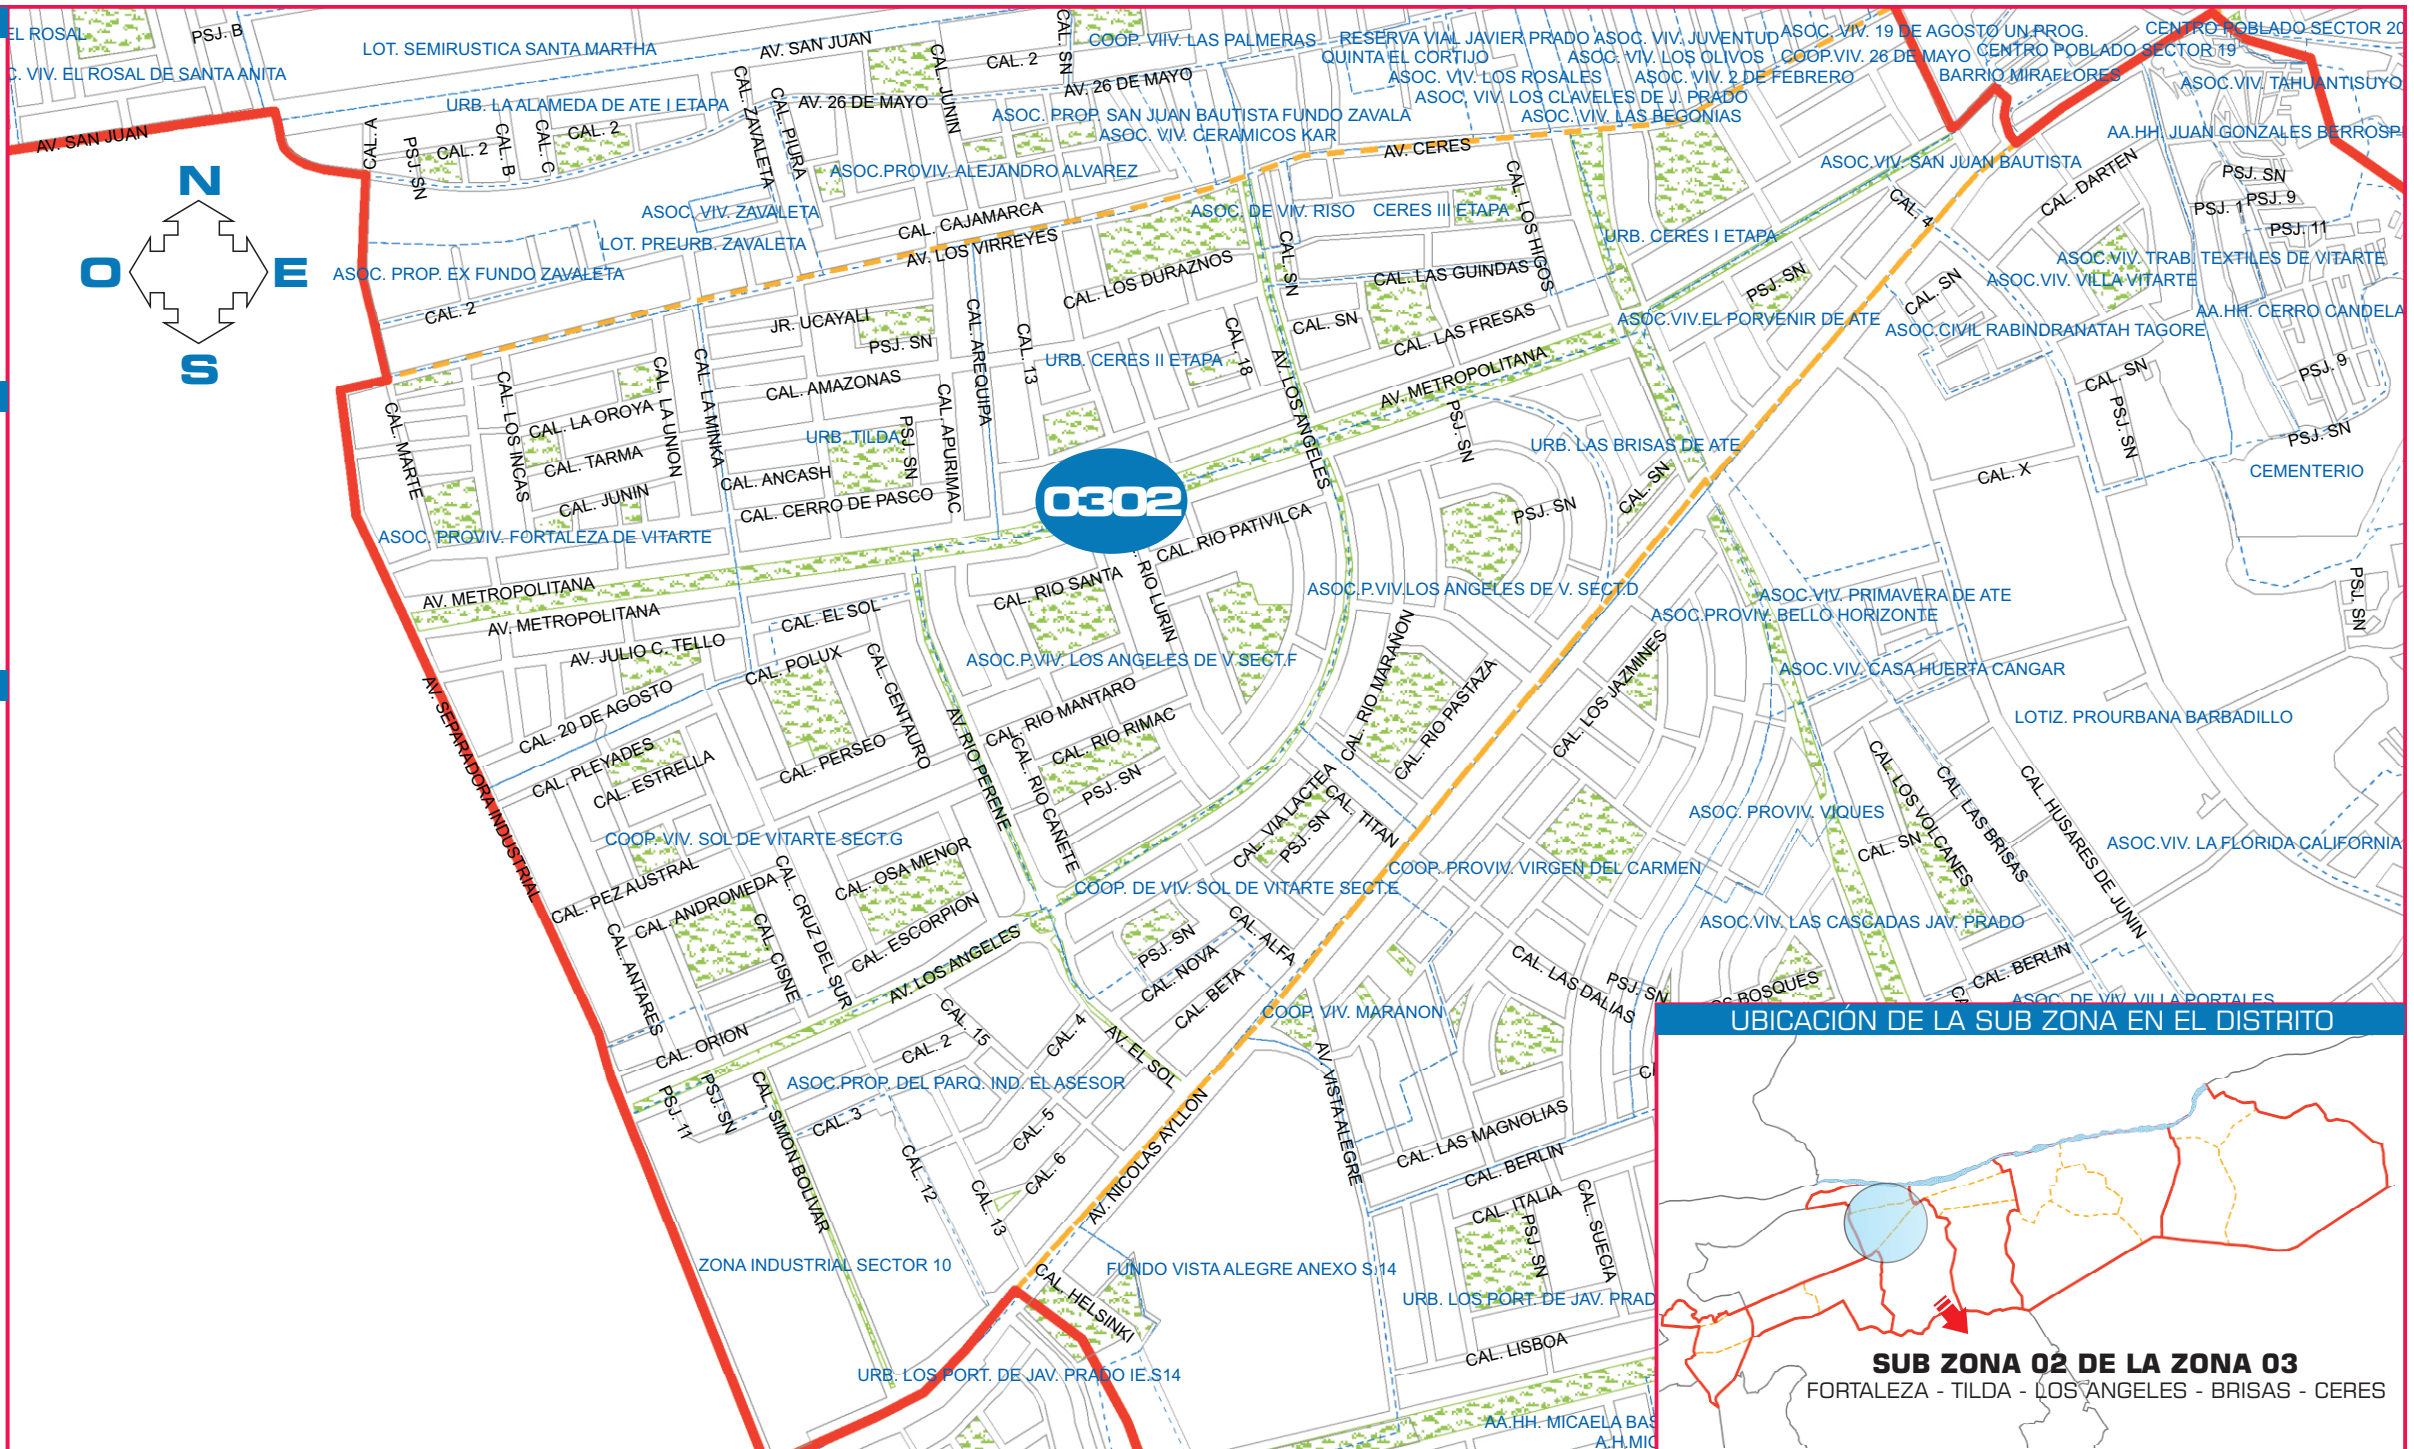 EL ROSAL
PSJ. B
LOT. SEMIRUSTICA SANTA MARTHA
AV. SAN JUAN
CAL. JUNIN
CAL. 2
CAL. SN
COOP. VIIV. LAS PALMERAS
RESERVA VIAL JAVIER PRADO
ASOC. VIV. JUVENTUD
ASOC. VIV. 19 DE AGOSTO UN.PROG.
CENTRO POBLADO SECTOR 20
C. VIV. EL ROSAL DE SANTA ANITA
QUINTA EL CORTIJO
ASOC. VIV. LOS OLIVOS
COOP.VIV. 26 DE MAYO
CENTRO POBLADO SECTOR 19
ASOC. VIV. LOS ROSALES
ASOC. VIV. 2 DE FEBRERO
BARRIO MIRAFLORES
ASOC.VIV. TAHUANTISUYO
URB. LA ALAMEDA DE ATE I ETAPA
CAL. ZAVALETA
CAL. PIURA
AV. 26 DE MAYO
AV. 26 DE MAYO
ASOC. VIV. LOS CLAVELES DE J. PRADO
ASOC. PROP. SAN JUAN BAUTISTA FUNDO ZAVALA
ASOC. VIV. LAS BEGONIAS
ASOC. VIV. CERAMICOS KAR
AA.HH. JUAN GONZALES BERROSP
AV. SAN JUAN
CAL. A
PSJ. SN
CAL. 2
CAL. B
CAL. C
CAL. 2
AV. CERES
ASOC.VIV. SAN JUAN BAUTISTA
ASOC.PROVIV. ALEJANDRO ALVAREZ
CAL. DARTEN
PSJ. SN
PSJ. 1
PSJ. 9
PSJ. 11
N
O
E
S
ASOC. VIV. ZAVALETA
CAL. CAJAMARCA
ASOC. DE VIV. RISO
CERES III ETAPA
CAL. LOS HIGOS
CAL. 4
LOT. PREURB. ZAVALETA
AV. LOS VIRREYES
URB. CERES I ETAPA
ASOC. PROP. EX FUNDO ZAVALETA
CAL. LOS DURAZNOS
CAL. SN
CAL. LAS GUINDAS
PSJ. SN
CAL. SN
ASOC.VIV. TRAB. TEXTILES DE VITARTE
ASOC.VIV. VILLA VITARTE
CAL. 2
JR. UCAYALI
PSJ. SN
CAL. AREQUIPA
CAL. 13
CAL. 18
CAL. SN
CAL. LAS FRESAS
ASOC.VIV.EL PORVENIR DE ATE
ASOC.CIVIL RABINDRANATAH TAGORE
AA.HH. CERRO CANDELA
URB. CERES II ETAPA
AV. LOS ANGELES
AV. METROPOLITANA
CAL. SN
PSJ. 9
CAL. MARTE
CAL. LOS INCAS
CAL. LA OROYA
CAL. LA UNION
CAL. LA MINKA
CAL. AMAZONAS
URB. TILDA
PSJ. SN
CAL. APURIMAC
PSJ. SN
URB. LAS BRISAS DE ATE
PSJ. SN
PSJ. SN
CAL. TARMA
CAL. ANCASH
CAL. SN
CAL. X
CEMENTERIO
CAL. JUNIN
CAL. CERRO DE PASCO
0302
PSJ. SN
ASOC. PROVIV. FORTALEZA DE VITARTE
CAL. RIO PATIVILCA
RIO LURIN
AV. METROPOLITANA
AV. METROPOLITANA
CAL. RIO SANTA
ASOC.P.VIV.LOS ANGELES DE V. SECT.D
ASOC.VIV. PRIMAVERA DE ATE
ASOC.PROVIV. BELLO HORIZONTE
PSJ. SN
CAL. EL SOL
AV. JULIO C. TELLO
CAL. POLUX
CAL. CENTAURO
ASOC.P.VIV. LOS ANGELES DE V.SECT.F
CAL. RIO MARAÑON
CAL. RIO PASTAZA
CAL. LOS JAZMINES
ASOC.VIV. CASA HUERTA CANGAR
AV. SEPARADORA INDUSTRIAL
CAL. 20 DE AGOSTO
AV. RIO PERENE
CAL. RIO MANTARO
LOTIZ. PROURBANA BARBADILLO
CAL. PLEYADES
CAL. ESTRELLA
CAL. PERSEO
CAL. RIO RIMAC
CAL. RIO CAÑETE
PSJ. SN
CAL. VIA LACTEA
CAL. TITAN
PSJ. SN
CAL. LOS VOLCANES
CAL. LAS BRISAS
CAL. HUSARES DE JUNIN
ASOC. PROVIV. VIQUES
CAL. SN
ASOC.VIV. LA FLORIDA CALIFORNIA
COOP. VIV. SOL DE VITARTE SECT.G
CAL. OSA MENOR
COOP. PROVIV. VIRGEN DEL CARMEN
CAL. PEZ AUSTRAL
CAL. ANDROMEDA
CAL. CRUZ DEL SUR
COOP. DE VIV. SOL DE VITARTE SECT.E
CAL. ANTARES
CAL. CISNE
CAL. ESCORPION
AV. LOS ANGELES
PSJ. SN
CAL. ALFA
CAL. NOVA
CAL. BETA
ASOC.VIV. LAS CASCADAS JAV. PRADO
CAL. LAS DALIAS
PSJ. SN
OS BOSQUES
CAL. BERLIN
ASOC. DE VIV. VILLA PORTALES
COOP. VIV. MARANON
CAL. ORION
CAL. 15
CAL. 2
CAL. 4
AV. EL SOL
AV. VISTA ALEGRE
ASOC.PROP. DEL PARQ. IND. EL ASESOR
PSJ. 11
PSJ. SN
CAL. SIMON BOLIVAR
CAL. 3
CAL. 5
CAL. 6
CAL. 12
CAL. 13
AV. NICOLAS AYLLON
CAL. LAS MAGNOLIAS
CAL. BERLIN
CAL. ITALIA
PSJ. SN
CAL. SUECIA
ZONA INDUSTRIAL SECTOR 10
CAL. HELSINKI
FUNDO VISTA ALEGRE ANEXO S.14
URB. LOS PORT. DE JAV. PRAD
CAL. LISBOA
URB. LOS PORT. DE JAV. PRADO IE.S14
AA.HH. MICAELA BAS
A.H.MIC
UBICACIÓN DE LA SUB ZONA EN EL DISTRITO
SUB ZONA 02 DE LA ZONA 03
FORTALEZA - TILDA - LOS ANGELES - BRISAS - CERES